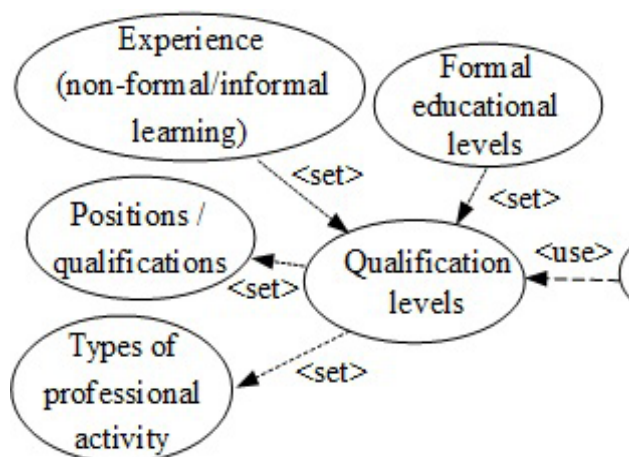 Experience
(non-formal/informal
learning)
Formal
educational
levels
<set>
<set>
Positions /
qualifications
<set>
Qualification
levels
<use>
Types of
professional
activity
<set>